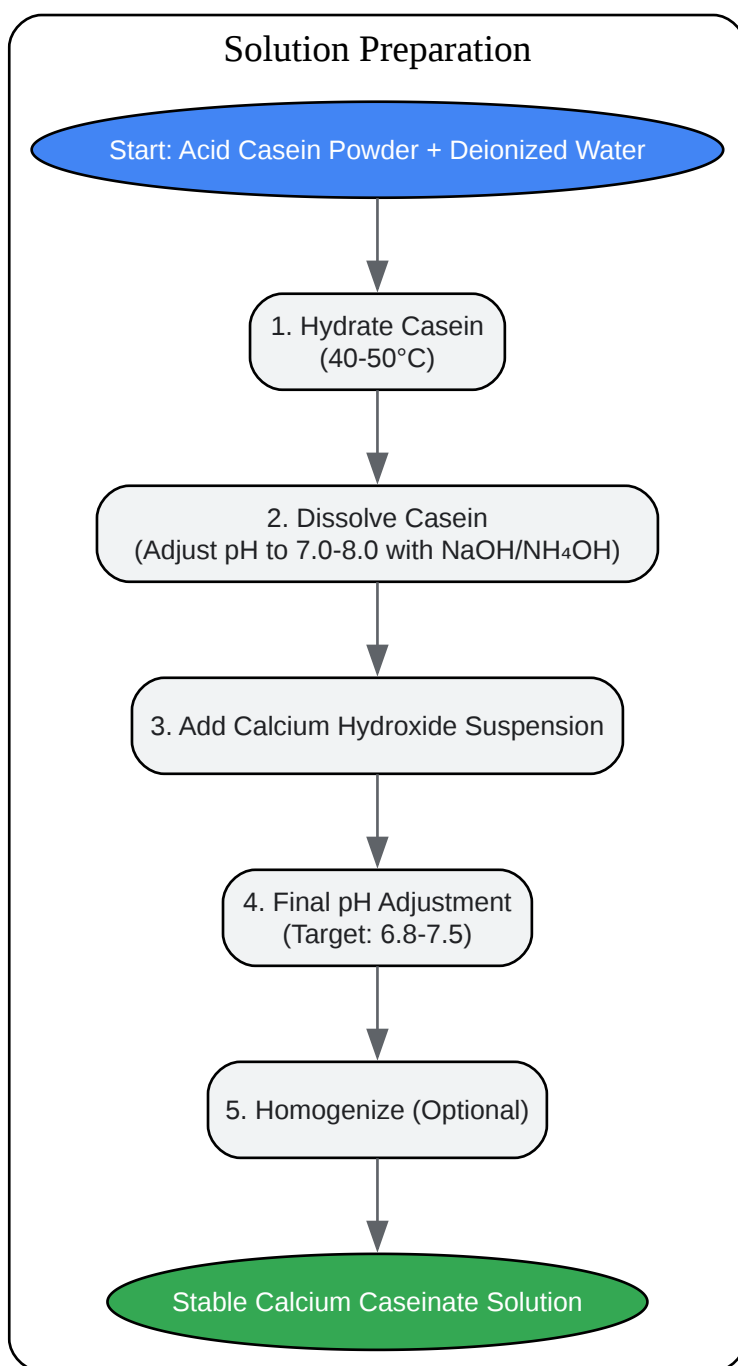 Solution Preparation
Start: Acid Casein Powder + Deionized Water
1. Hydrate Casein
(40-50°C)
2. Dissolve Casein
(Adjust pH to 7.0-8.0 with NaOH/NH₄OH)
3. Add Calcium Hydroxide Suspension
4. Final pH Adjustment
(Target: 6.8-7.5)
5. Homogenize (Optional)
Stable Calcium Caseinate Solution